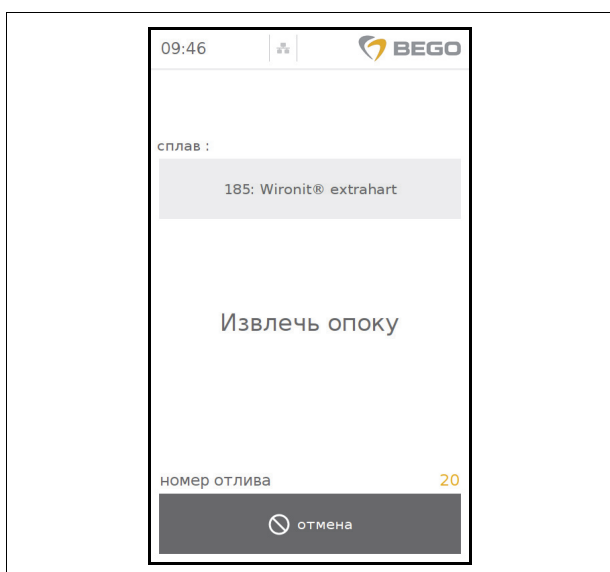 09:46 BEGO
сплав :
185: Wironit® extrahart
Извлечь опоку
номер отлива 20
отмена